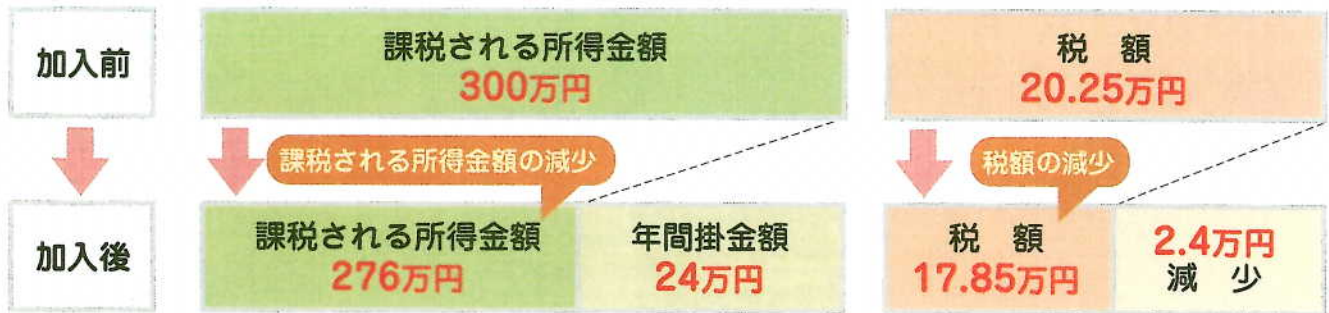 加入前
課税される所得金額
300万円
税 額
20.25万円
課税される所得金額の減少
税額の減少
加入後
課税される所得金額
276万円
年間掛金額
24万円
税 額
17.85万円
2.4万円
減 少